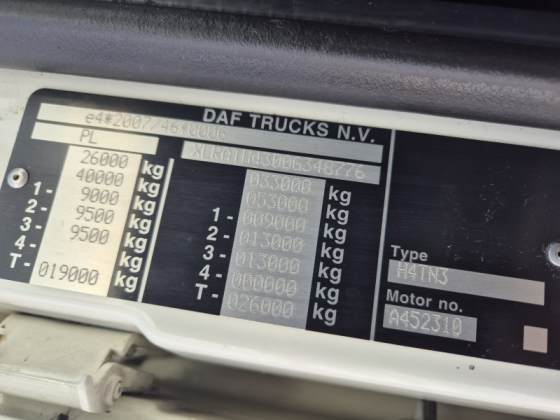 DAF TRUCKS N.V.
e4*2007/46*0006
PL
26000 kg
40000 kg
1 - 9000 kg
2 - 9500 kg
3 - 9500 kg
4 - kg
T - 019000 kg
033000 kg
053000 kg
1 - 009000 kg
2 - 013000 kg
3 - 013000 kg
4 - 000000 kg
T - 026000 kg
Type
H4TN3
Motor no.
A452310